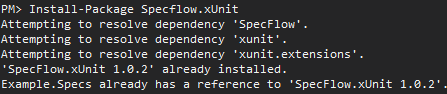 PM> Install-Package Specflow.xUnit
Attempting to resolve dependency 'SpecFlow'.
Attempting to resolve dependency 'xunit'.
Attempting to resolve dependency 'xunit.extensions'.
'SpecFlow.xUnit 1.0.2' already installed.
Example.Specs already has a reference to 'SpecFlow.xUnit 1.0.2'.